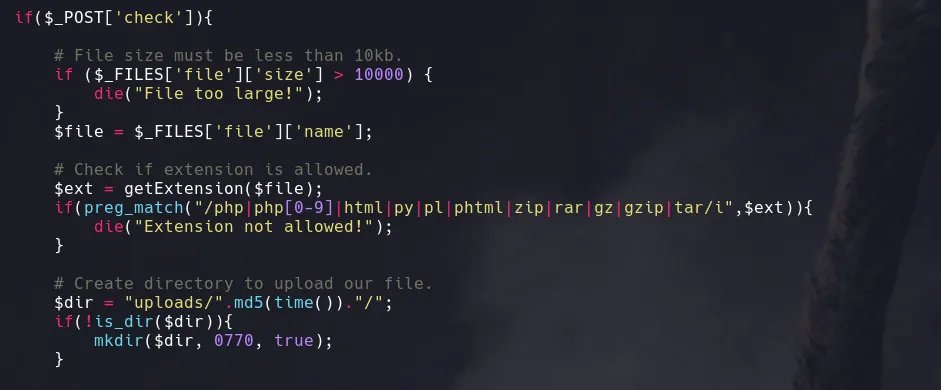 if($_POST['check']){
# File size must be less than 10kb.
if ($_FILES['file']['size'] > 10000) {
die("File too large!");
}
$file = $_FILES['file']['name'];
# Check if extension is allowed.
$ext = getExtension($file);
if(preg_match("/php|php[0-9]|html|py|pl|phtml|zip|rar|gz|gzip|tar/i",$ext)){
die("Extension not allowed!");
}
# Create directory to upload our file.
$dir = "uploads/".md5(time())."/";
if(!is_dir($dir)){
mkdir($dir, 0770, true);
}